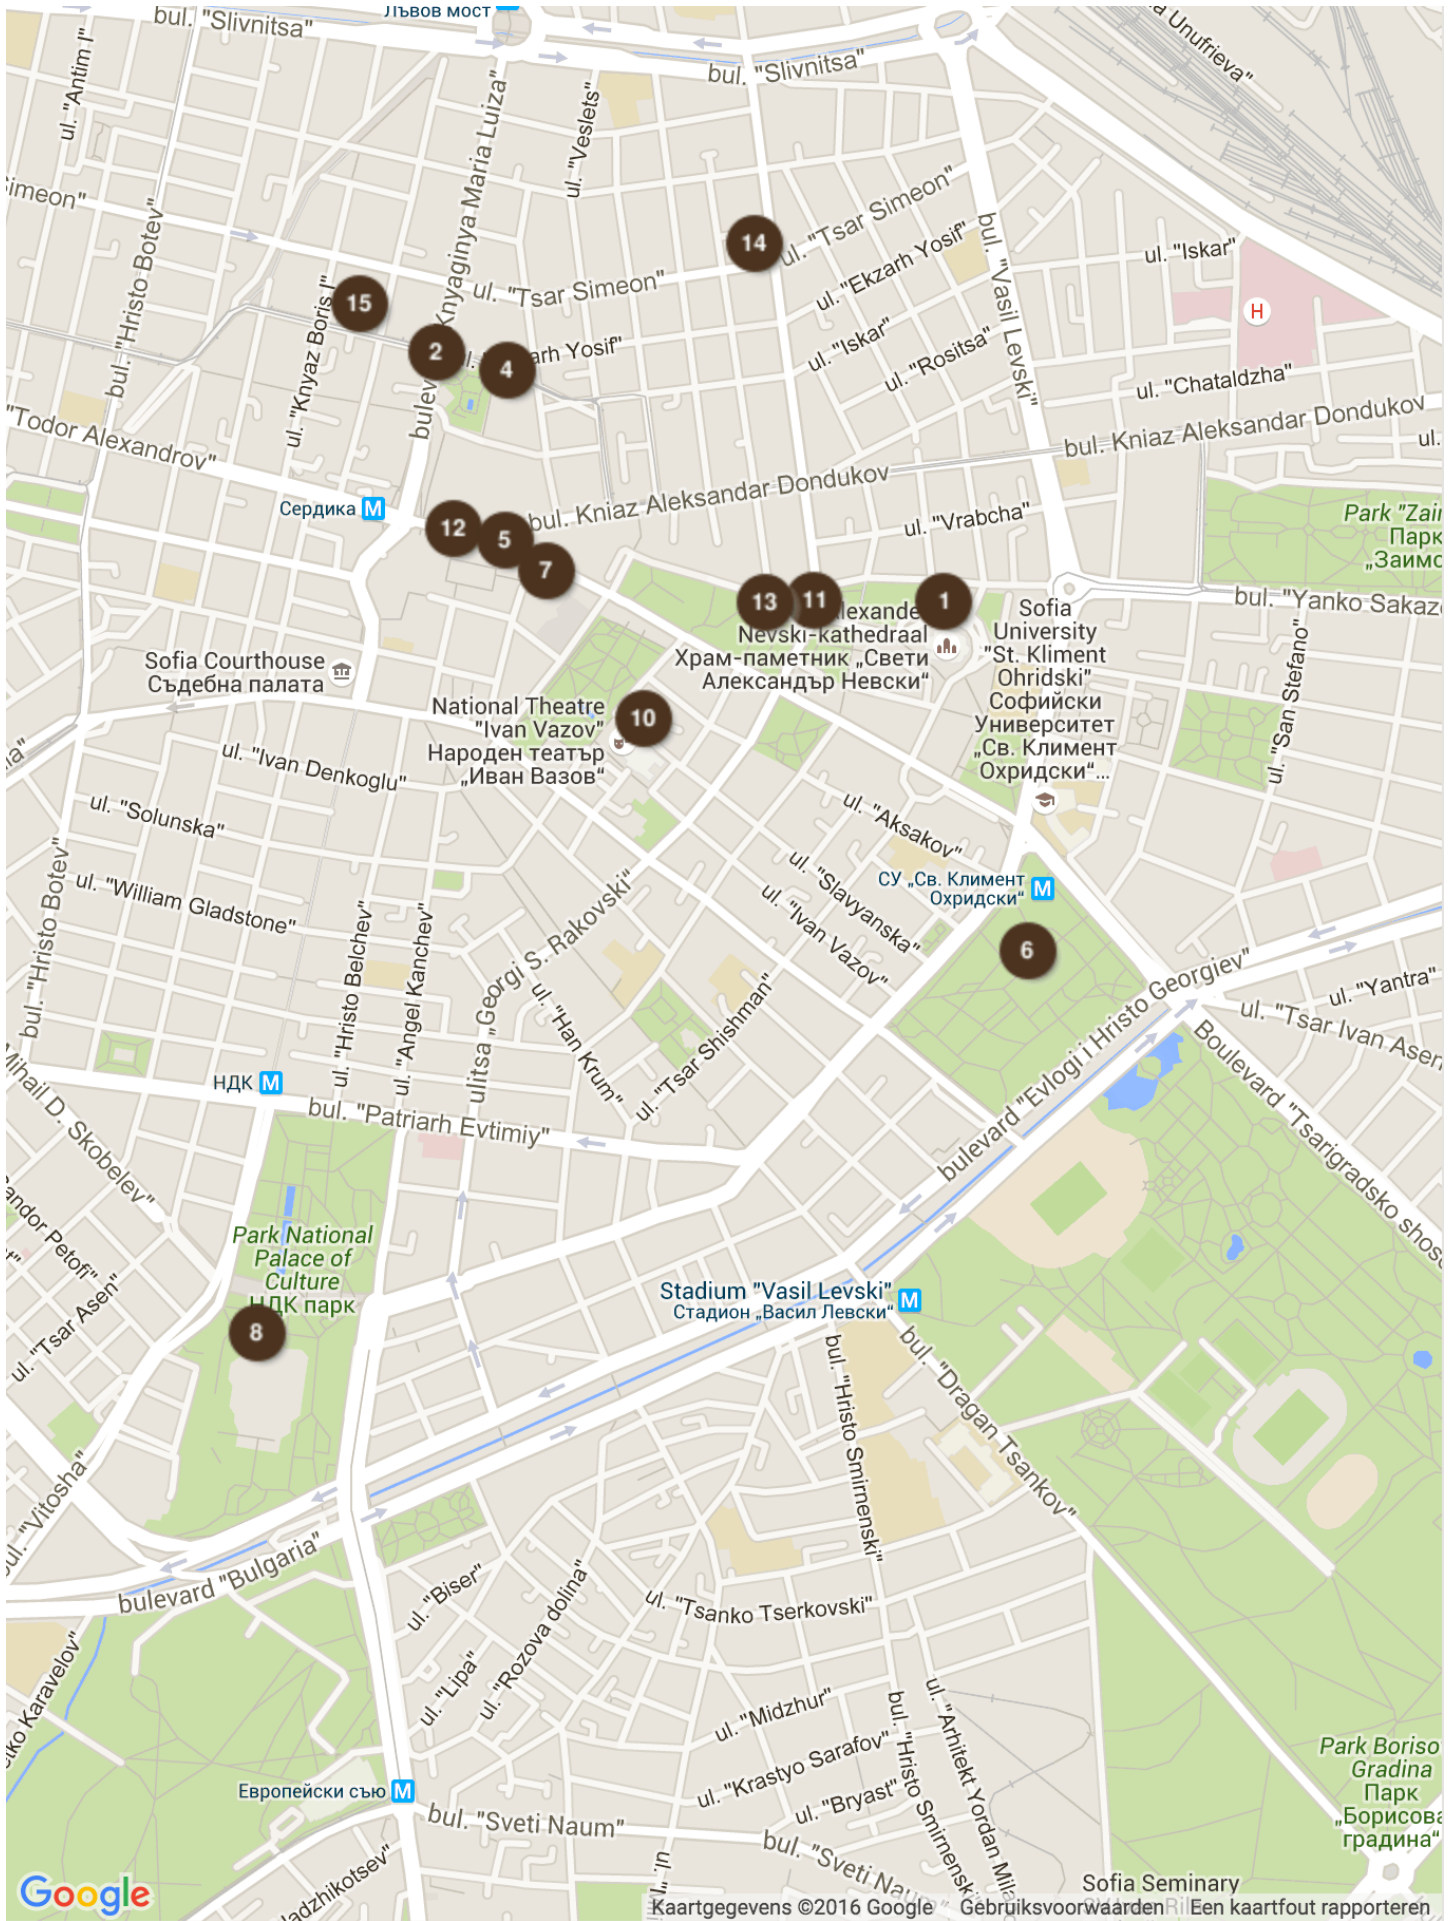 Лъвов мост
bul. "Slivnitsa"
bul. "Slivnitsa"
ul. "Antim I"
ul. "Veslets"
Unufrieva"
ul. "Tsar Simeon"
imeon"
bul. "Hristo Botev"
Knyaginya Maria Luiza"
bulev
14
ul. "Ekzarh Yosif"
bul. "Vasil Levski"
ul. "Iskar"
H
15
ul. "Knyaz Boris I"
ul. "Tsar Simeon"
2
4
arh Yosif"
ul. "Iskar"
ul. "Rositsa"
ul. "Chataldzha"
"Todor Alexandrov"
bul. Kniaz Aleksandar Dondukov
ul.
Сердика M
12
5
7
bul. Kniaz Aleksandar Dondukov
ul. "Vrabcha"
Park "Zai
Парк
„Заимо
13
11
1
Nevski-kathedraal
Храм-паметник „Свети
Александър Невски“
Sofia
University
"St. Kliment
Ohridski"
Софийски
Университет
„Св. Климент
Охридски“...
bul. "Yanko Sakazo
ul. "San Stefano"
Sofia Courthouse
Съдебна палата
National Theatre
"Ivan Vazov"
Народен театър
„Иван Вазов“
10
ul. "Ivan Denkoglu"
ul. "Solunska"
ul. "William Gladstone"
bul. "Hristo Botev"
ul. "Aksakov"
ul. "Slavyanska"
ul. "Ivan Vazov"
СУ „Св. Климент
Охридски“ M
6
ul. "Hristo Belchev"
ul. "Angel Kanchev"
ulitsa „Georgi S. Rakovski"
ul. "Han Krum"
ul. "Tsar Shishman"
bulevard "Evlogi i Hristo Georgiev"
ul. "Yantra"
ul. "Tsar Ivan Asen
Boulevard "Tsarigradsko shose
НДК M
Mihail D. Skobelev"
bul. "Patriarh Evtimiy"
andor Petofi"
ul. "Tsar Asen"
Park National
Palace of
Culture
НДК парк
8
Stadium "Vasil Levski"
Стадион „Васил Левски“ M
bul. "Hristo Smirnenski"
bul. "Dragan Tsankov"
bul. "Vitosha"
bulevard "Bulgaria"
ul. "Biser"
ul. "Lipa"
ul. "Rozova dolina"
ul. "Tsanko Tserkovski"
etko Karavelov"
ul. "Midzhur"
ul. "Krastyo Sarafov"
ul. "Bryast"
bul. "Hristo Smirnenski
ul. "Arhitekt Yordan Mila
Park Boriso
Gradina
Парк
„Борисова
градина“
Европейски съю M
bul. "Sveti Naum"
bul. "Sveti Naum"
ul. "
adzhikotsev"
Sofia Seminary
Google
Kaartgegevens ©2016 Google Gebruiksvoorwaarden Een kaartfout rapporteren